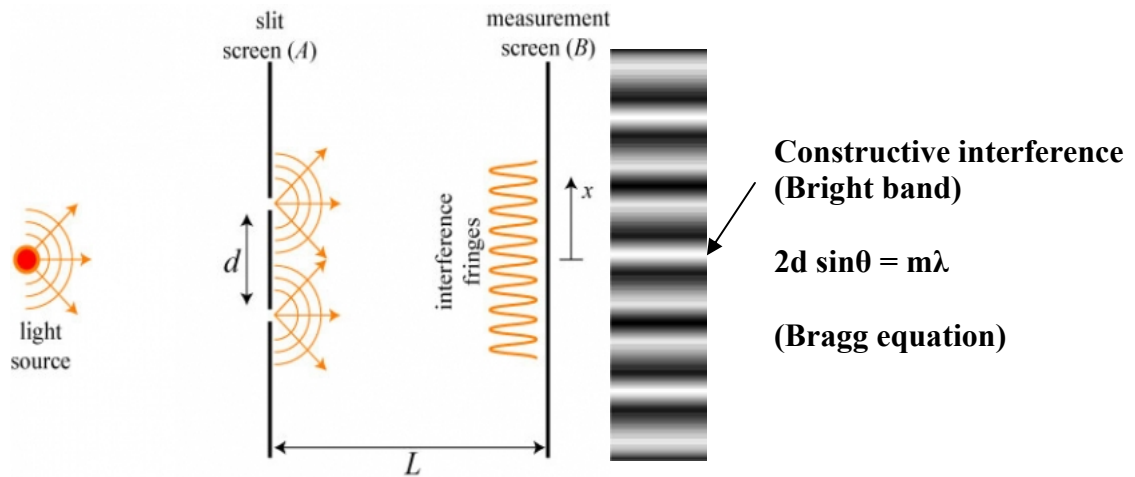 slit
screen (A)
measurement
screen (B)
Constructive interference
(Bright band)
x
interference
fringes
d
2d sinθ = mλ
light
source
(Bragg equation)
L